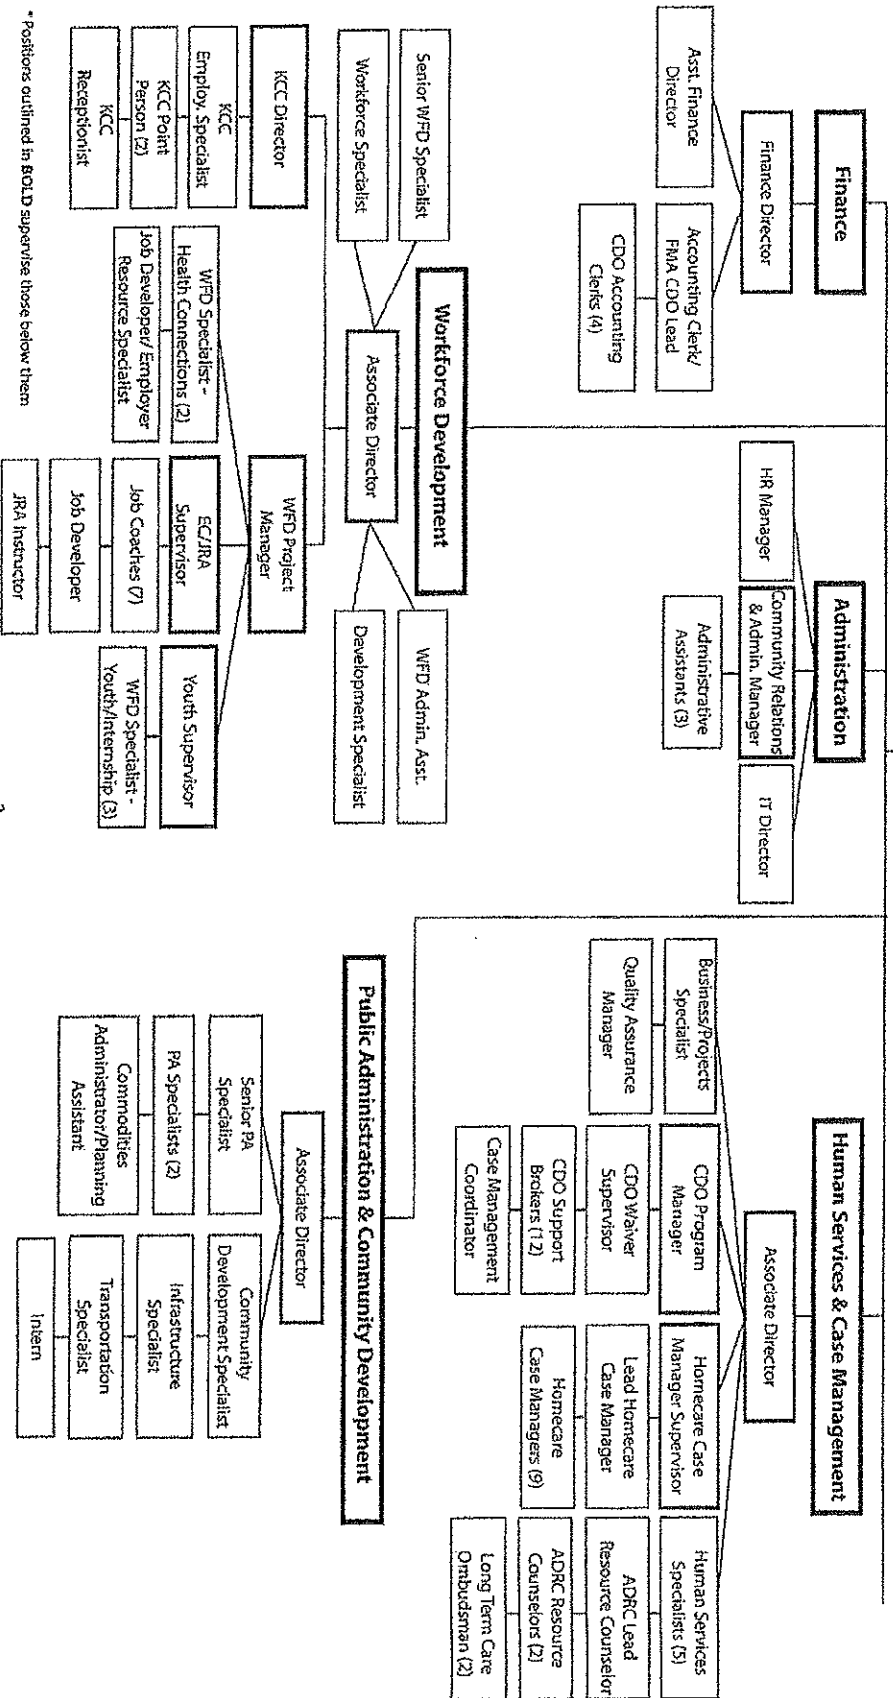 Finance
Finance Director
Asst. Finance
Director
Accounting Clerk/
FMA CDO Lead
CDO Accounting
Clerks (4)
Administration
HR Manager
Community Relations
& Admin. Manager
IT Director
Administrative
Assistants (3)
Human Services & Case Management
Associate Director
Business/Projects
Specialist
Quality Assurance
Manager
CDO Program
Manager
CDO Waiver
Supervisor
CDO Support
Brokers (12)
Case Management
Coordinator
Homecare Case
Manager Supervisor
Lead Homecare
Case Manager
Homecare
Case Managers (9)
Human Services
Specialists (5)
ADRC Lead
Resource Counselor
ADRC Resource
Counselors (2)
Long Term Care
Ombudsman (2)
Workforce Development
Senior WFD Specialist
Workforce Specialist
Associate Director
WFD Admin. Asst.
Development Specialist
KCC Director
KCC
Employ. Specialist
KCC Point
Person (2)
KCC
Receptionist
WFD Project
Manager
WFD Specialist -
Health Connections (2)
Job Developer/ Employer
Resource Specialist
EC/JRA
Supervisor
Job Coaches (7)
Job Developer
JRA Instructor
Youth Supervisor
WFD Specialist -
Youth/Internship (3)
Public Administration & Community Development
Associate Director
Senior PA
Specialist
PA Specialists (2)
Commodities
Administrator/Planning
Assistant
Community
Development Specialist
Infrastructure
Specialist
Transportation
Specialist
Intern
* Positions outlined in BOLD supervise those below them